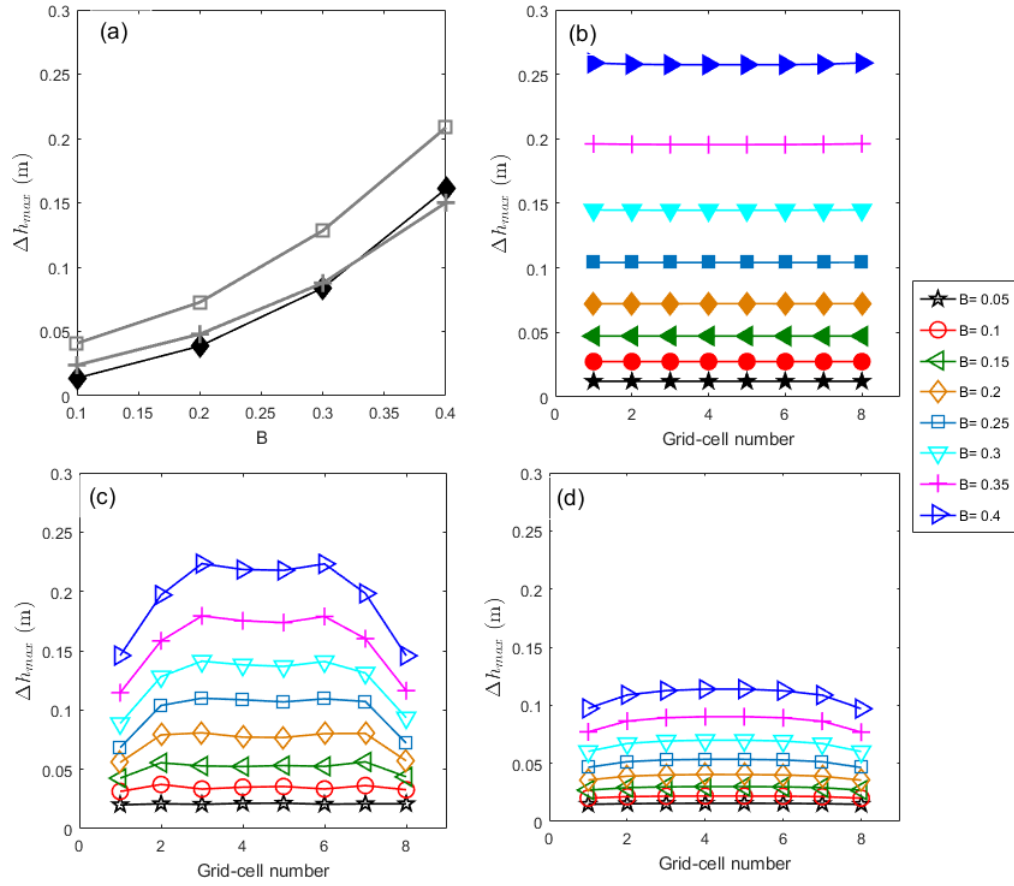 (a)
0.3
0.25
0.2
0.15
0.1
0.05
0
Δh_max (m)
0.1 0.15 0.2 0.25 0.3 0.35 0.4
B
(b)
0.3
0.25
0.2
0.15
0.1
0.05
0
Δh_max (m)
2 4 6 8
Grid-cell number
B= 0.05
B= 0.1
B= 0.15
B= 0.2
B= 0.25
B= 0.3
B= 0.35
B= 0.4
(c)
0.3
0.25
0.2
0.15
0.1
0.05
0
Δh_max (m)
0 2 4 6 8
Grid-cell number
(d)
0.3
0.25
0.2
0.15
0.1
0.05
0
Δh_max (m)
0 2 4 6 8
Grid-cell number